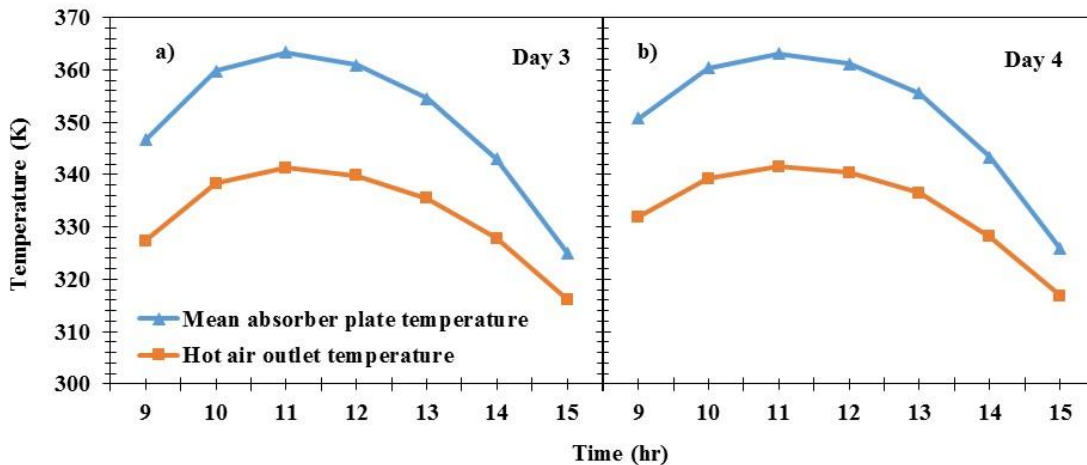 370
360
350
340
330
320
310
300
Temperature (K)
a)
Day 3
b)
Day 4
Mean absorber plate temperature
Hot air outlet temperature
9 10 11 12 13 14 15 9 10 11 12 13 14 15
Time (hr)